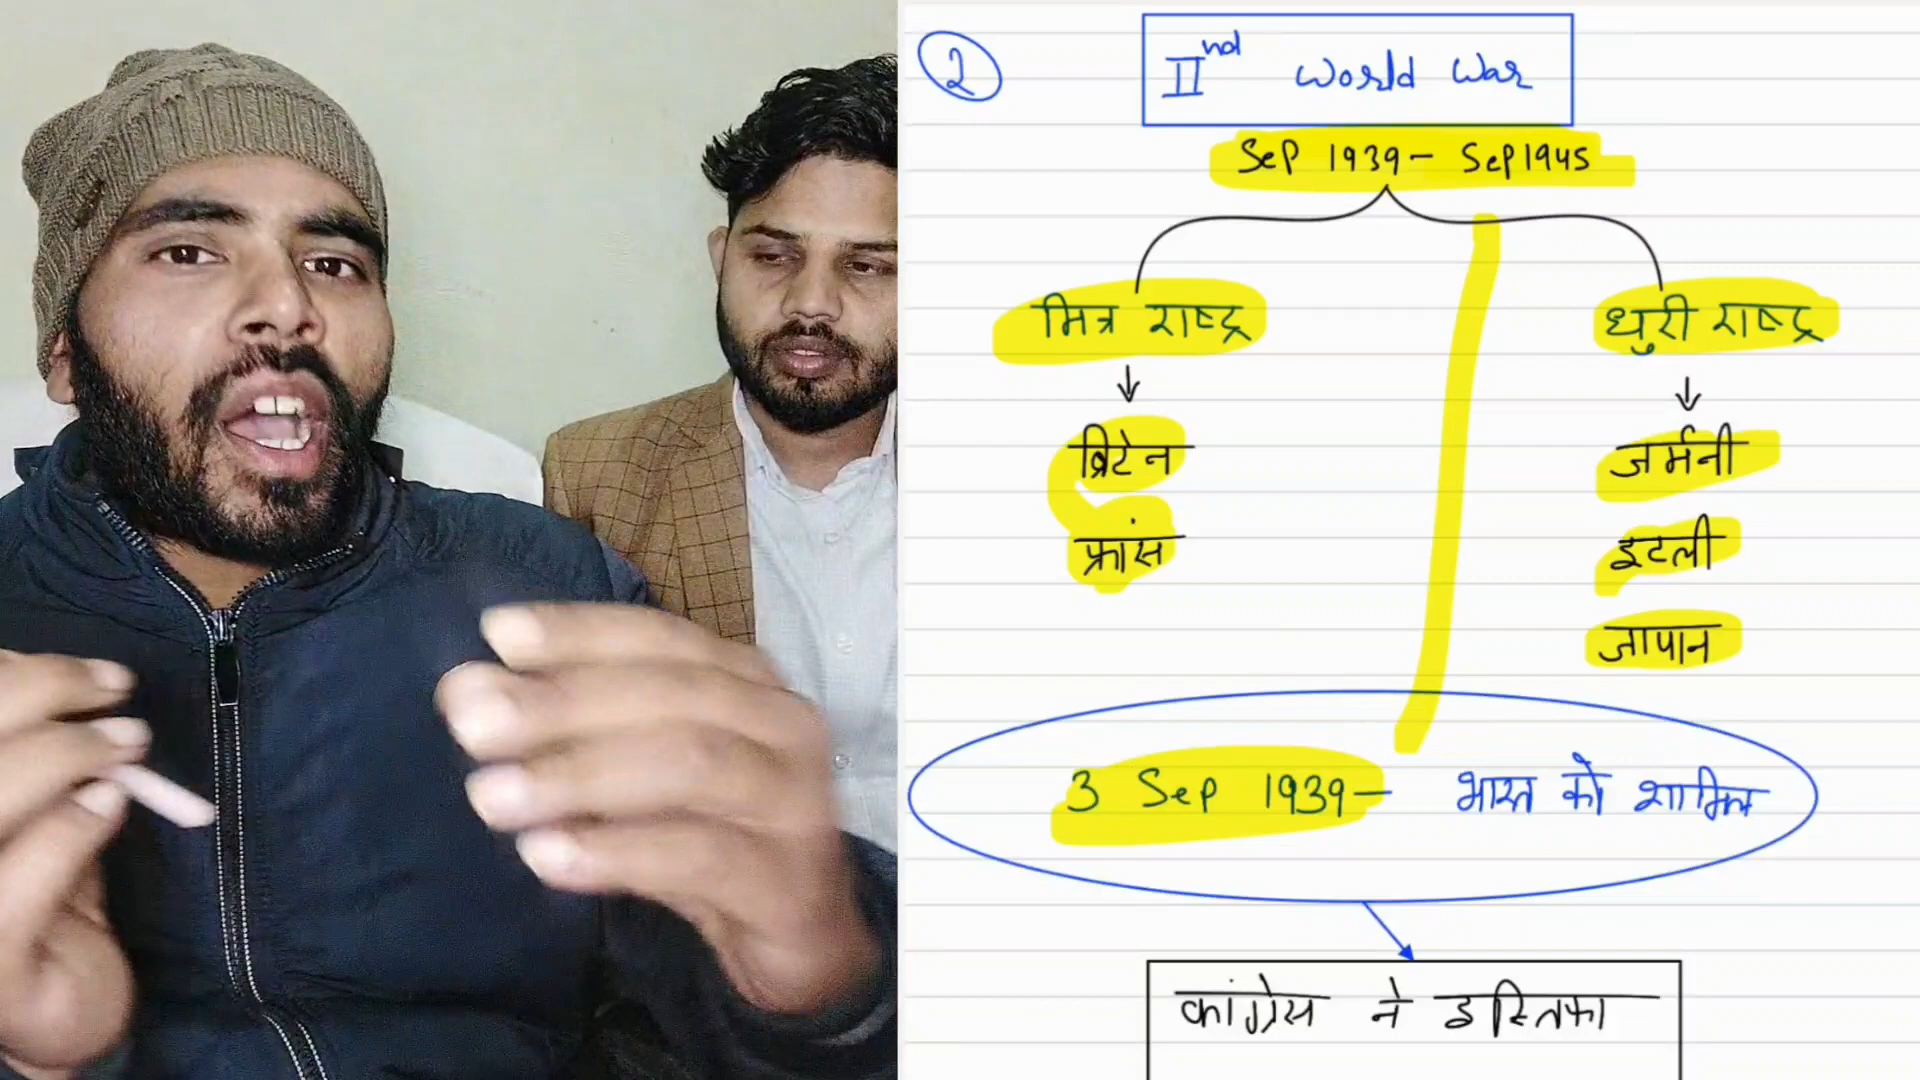 2
IInd World War
Sep 1939 - Sep 1945
मित्र राष्ट्र
धुरी राष्ट्र
ब्रिटेन
जर्मनी
फ्रांस
इटली
जापान
3 Sep 1939 - भारत को शामिल
कांग्रेस ने इस्तिफा